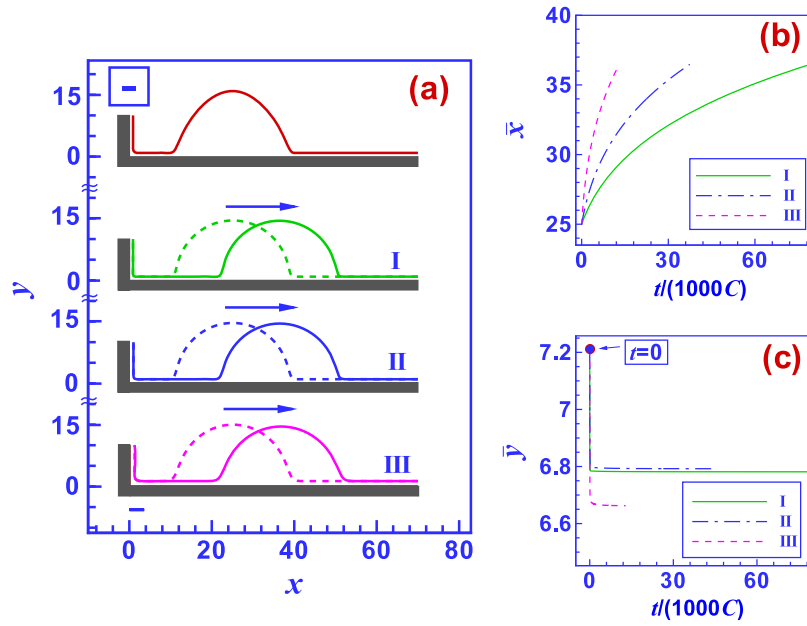 (a)
15
0
15
0
I
15
0
II
15
0
III
y
0 20 40 60 80
x
(b)
40
35
30
25
x̄
I
II
III
0 30 60
t/(1000C)
(c)
7.2
7
6.8
6.6
ȳ
t=0
I
II
III
0 30 60
t/(1000C)